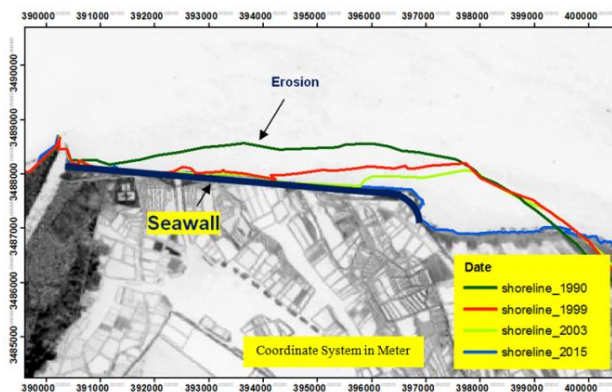 390000 391000 392000 393000 394000 395000 396000 397000 398000 399000 400000
3490000
3489000
3488000
3487000
3486000
3485000
Erosion
Seawall
Date
shoreline_1990
shoreline_1999
shoreline_2003
shoreline_2015
Coordinate System in Meter
390000 391000 392000 393000 394000 395000 396000 397000 398000 399000 400000